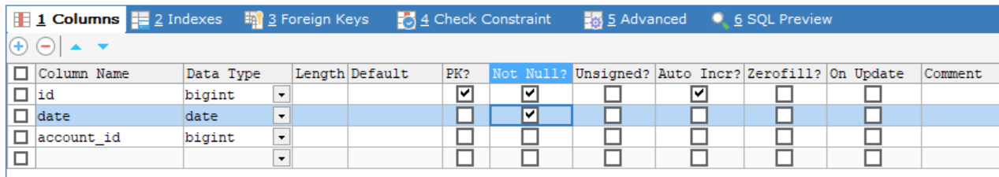 1 Columns 2 Indexes 3 Foreign Keys 4 Check Constraint 5 Advanced 6 SQL Preview
Column Name Data Type Length Default PK? Not Null? Unsigned? Auto Incr? Zerofill? On Update Comment
id bigint
date date
account_id bigint